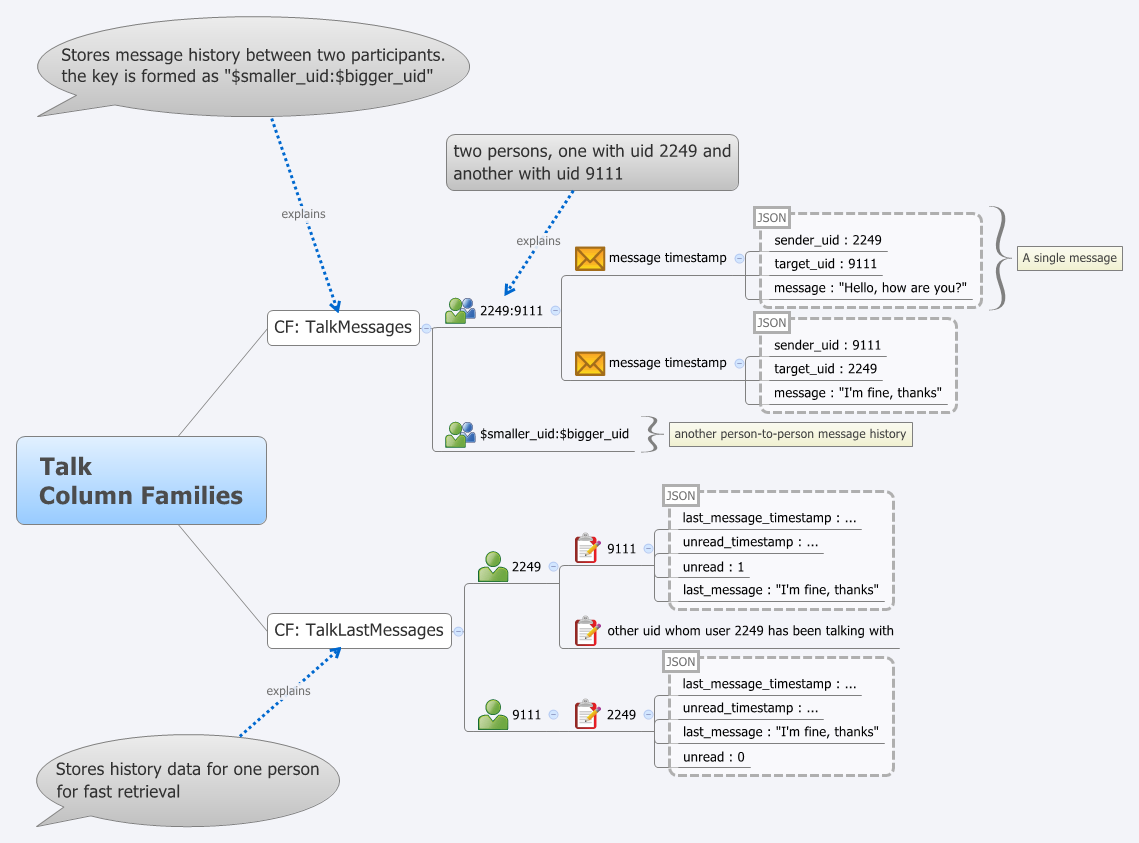 Stores message history between two participants.
the key is formed as "$smaller_uid:$bigger_uid"
two persons, one with uid 2249 and
another with uid 9111
explains
explains
JSON
sender_uid : 2249
target_uid : 9111
message : "Hello, how are you?"
A single message
message timestamp
2249:9111
CF: TalkMessages
JSON
sender_uid : 9111
target_uid : 2249
message : "I'm fine, thanks"
message timestamp
$smaller_uid:$bigger_uid
another person-to-person message history
Talk
Column Families
JSON
last_message_timestamp : ...
unread_timestamp : ...
unread : 1
last_message : "I'm fine, thanks"
9111
2249
other uid whom user 2249 has been talking with
CF: TalkLastMessages
JSON
last_message_timestamp : ...
unread_timestamp : ...
last_message : "I'm fine, thanks"
unread : 0
9111
2249
explains
Stores history data for one person
for fast retrieval